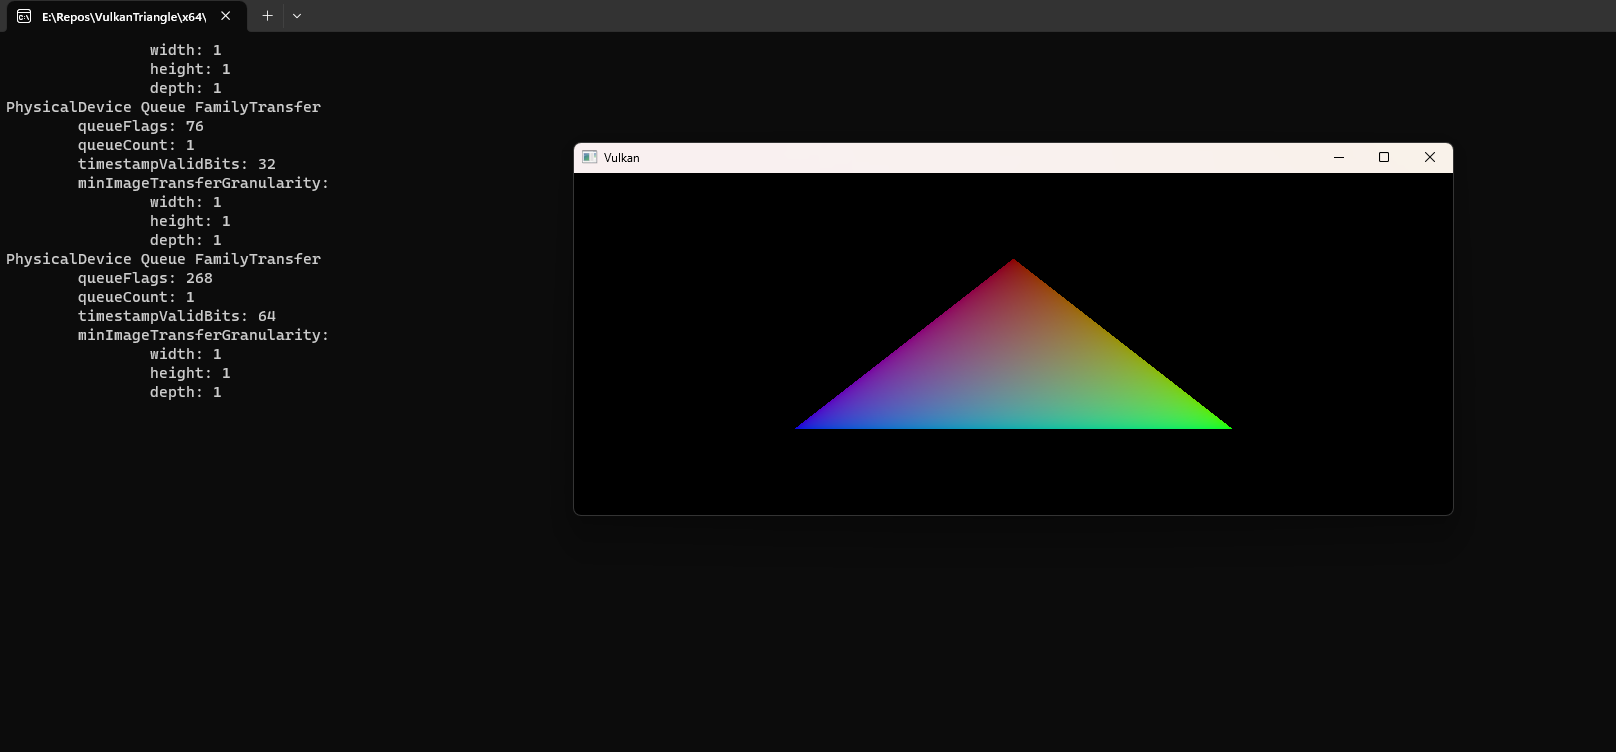 E:\Repos\VulkanTriangle\x64\
width: 1
height: 1
depth: 1
PhysicalDevice Queue FamilyTransfer
queueFlags: 76
queueCount: 1
timestampValidBits: 32
minImageTransferGranularity:
width: 1
height: 1
depth: 1
PhysicalDevice Queue FamilyTransfer
queueFlags: 268
queueCount: 1
timestampValidBits: 64
minImageTransferGranularity:
width: 1
height: 1
depth: 1
Vulkan